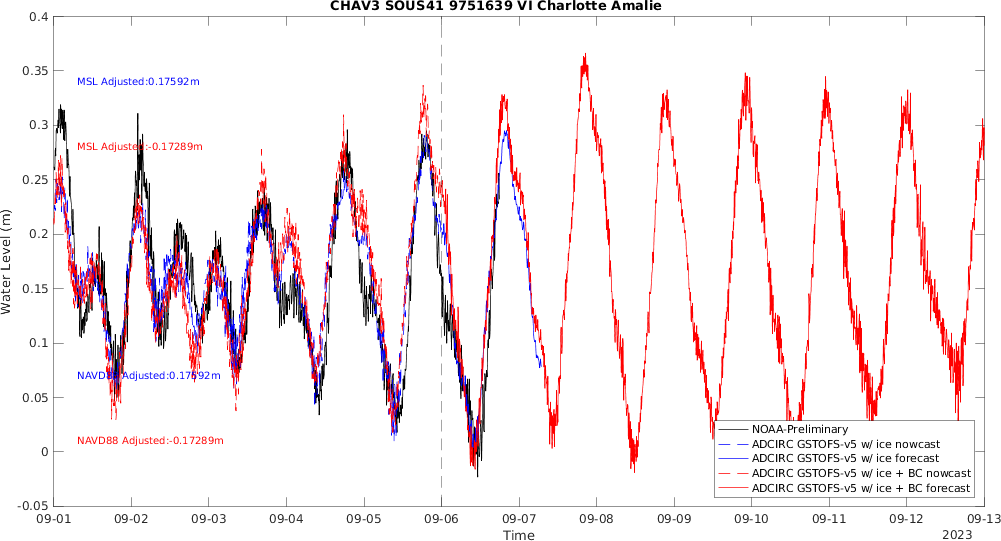 CHAV3 SOUS41 9751639 VI Charlotte Amalie
0.4
0.35
0.3
0.25
0.2
0.15
0.1
0.05
0
-0.05
Water Level (m)
MSL Adjusted:0.17592m
MSL Adjusted:-0.17289m
NAVD88 Adjusted:0.17592m
NAVD88 Adjusted:-0.17289m
NOAA-Preliminary
ADCIRC GSTOFS-v5 w/ ice nowcast
ADCIRC GSTOFS-v5 w/ ice forecast
ADCIRC GSTOFS-v5 w/ ice + BC nowcast
ADCIRC GSTOFS-v5 w/ ice + BC forecast
09-01 09-02 09-03 09-04 09-05 09-06 09-07 09-08 09-09 09-10 09-11 09-12 09-13
Time
2023